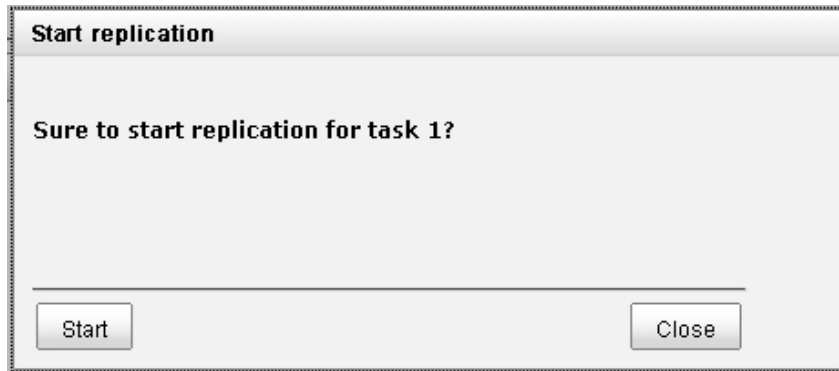 Start replication
Sure to start replication for task 1?
Start
Close